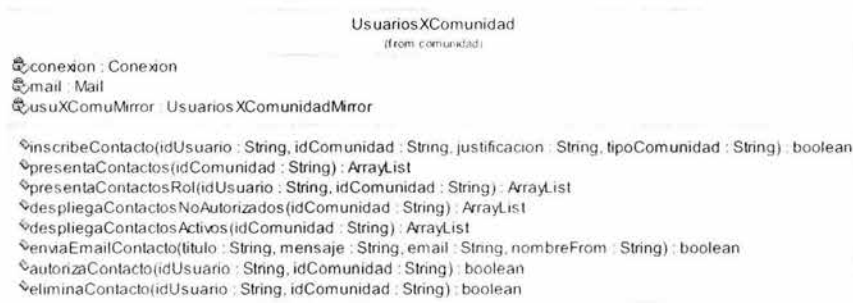 UsuariosXComunidad
(from comunidad)
conexion : Conexion
mail : Mail
usuXComuMirror : UsuariosXComunidadMirror
inscribeContacto(idUsuario : String, idComunidad : String, justificacion : String, tipoComunidad : String) : boolean
presentaContactos(idComunidad : String) : ArrayList
presentaContactosRol(idUsuario : String, idComunidad : String) : ArrayList
despliegaContactosNoAutorizados(idComunidad : String) : ArrayList
despliegaContactosActivos(idComunidad : String) : ArrayList
enviaEmailContacto(titulo : String, mensaje : String, email : String, nombreFrom : String) : boolean
autorizaContacto(idUsuario : String, idComunidad : String) : boolean
eliminaContacto(idUsuario : String, idComunidad : String) : boolean